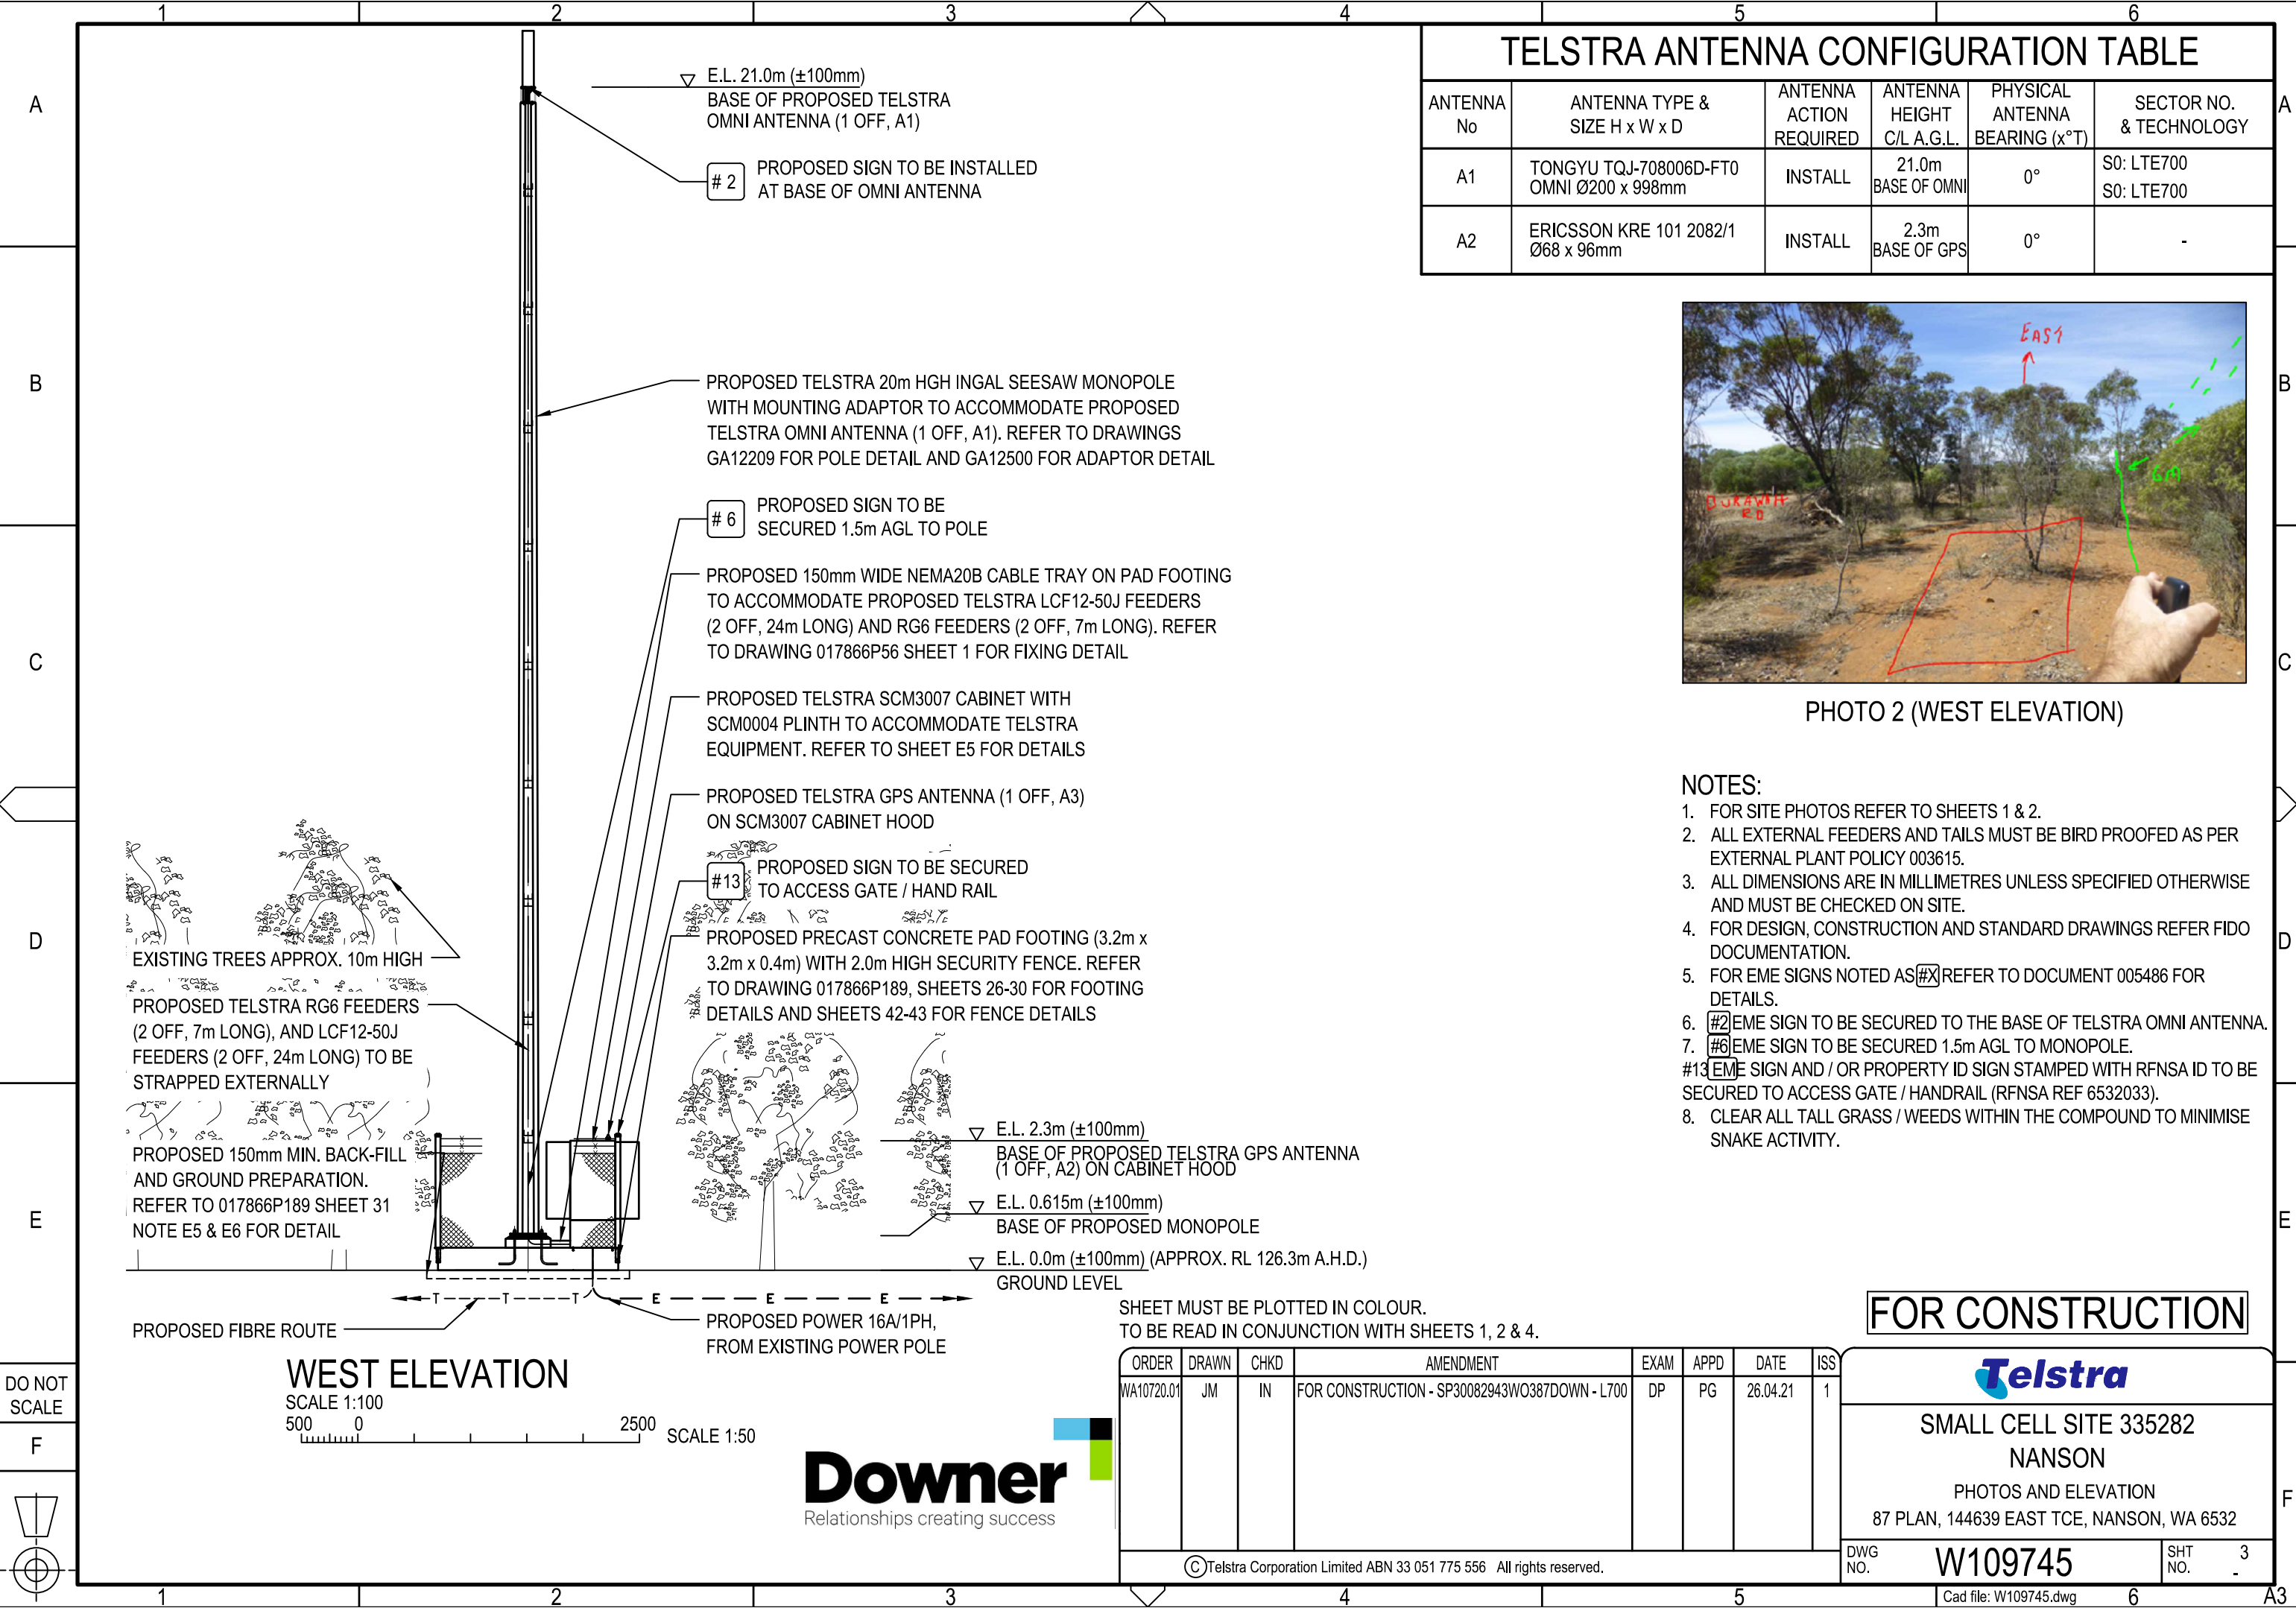 1 2 3 4 5 6
A
B
C
D
E
DO NOT
SCALE
F
E.L. 21.0m (±100mm)
BASE OF PROPOSED TELSTRA
OMNI ANTENNA (1 OFF, A1)
# 2
PROPOSED SIGN TO BE INSTALLED
AT BASE OF OMNI ANTENNA
PROPOSED TELSTRA 20m HGH INGAL SEESAW MONOPOLE
WITH MOUNTING ADAPTOR TO ACCOMMODATE PROPOSED
TELSTRA OMNI ANTENNA (1 OFF, A1). REFER TO DRAWINGS
GA12209 FOR POLE DETAIL AND GA12500 FOR ADAPTOR DETAIL
# 6
PROPOSED SIGN TO BE
SECURED 1.5m AGL TO POLE
PROPOSED 150mm WIDE NEMA20B CABLE TRAY ON PAD FOOTING
TO ACCOMMODATE PROPOSED TELSTRA LCF12-50J FEEDERS
(2 OFF, 24m LONG) AND RG6 FEEDERS (2 OFF, 7m LONG). REFER
TO DRAWING 017866P56 SHEET 1 FOR FIXING DETAIL
PROPOSED TELSTRA SCM3007 CABINET WITH
SCM0004 PLINTH TO ACCOMMODATE TELSTRA
EQUIPMENT. REFER TO SHEET E5 FOR DETAILS
PROPOSED TELSTRA GPS ANTENNA (1 OFF, A3)
ON SCM3007 CABINET HOOD
#13
PROPOSED SIGN TO BE SECURED
TO ACCESS GATE / HAND RAIL
PROPOSED PRECAST CONCRETE PAD FOOTING (3.2m x
3.2m x 0.4m) WITH 2.0m HIGH SECURITY FENCE. REFER
TO DRAWING 017866P189, SHEETS 26-30 FOR FOOTING
DETAILS AND SHEETS 42-43 FOR FENCE DETAILS
EXISTING TREES APPROX. 10m HIGH
PROPOSED TELSTRA RG6 FEEDERS
(2 OFF, 7m LONG), AND LCF12-50J
FEEDERS (2 OFF, 24m LONG) TO BE
STRAPPED EXTERNALLY
PROPOSED 150mm MIN. BACK-FILL
AND GROUND PREPARATION.
REFER TO 017866P189 SHEET 31
NOTE E5 & E6 FOR DETAIL
E.L. 2.3m (±100mm)
BASE OF PROPOSED TELSTRA GPS ANTENNA
(1 OFF, A2) ON CABINET HOOD
E.L. 0.615m (±100mm)
BASE OF PROPOSED MONOPOLE
E.L. 0.0m (±100mm) (APPROX. RL 126.3m A.H.D.)
GROUND LEVEL
T T T E E E
PROPOSED FIBRE ROUTE
PROPOSED POWER 16A/1PH,
FROM EXISTING POWER POLE
WEST ELEVATION
SCALE 1:100
500 0 2500
SCALE 1:50
Downer
Relationships creating success
TELSTRA ANTENNA CONFIGURATION TABLE
ANTENNA No ANTENNA TYPE & SIZE H x W x D ANTENNA ACTION REQUIRED ANTENNA HEIGHT C/L A.G.L. PHYSICAL ANTENNA BEARING (x°T) SECTOR NO. & TECHNOLOGY
A1 TONGYU TQJ-708006D-FT0 OMNI Ø200 x 998mm INSTALL 21.0m BASE OF OMNI 0° S0: LTE700 S0: LTE700
A2 ERICSSON KRE 101 2082/1 Ø68 x 96mm INSTALL 2.3m BASE OF GPS 0° -
EAST
RD
PHOTO 2 (WEST ELEVATION)
NOTES:
1. FOR SITE PHOTOS REFER TO SHEETS 1 & 2.
2. ALL EXTERNAL FEEDERS AND TAILS MUST BE BIRD PROOFED AS PER
EXTERNAL PLANT POLICY 003615.
3. ALL DIMENSIONS ARE IN MILLIMETRES UNLESS SPECIFIED OTHERWISE
AND MUST BE CHECKED ON SITE.
4. FOR DESIGN, CONSTRUCTION AND STANDARD DRAWINGS REFER FIDO
DOCUMENTATION.
5. FOR EME SIGNS NOTED AS #X REFER TO DOCUMENT 005486 FOR
DETAILS.
6. #2 EME SIGN TO BE SECURED TO THE BASE OF TELSTRA OMNI ANTENNA.
7. #6 EME SIGN TO BE SECURED 1.5m AGL TO MONOPOLE.
#13 EME SIGN AND / OR PROPERTY ID SIGN STAMPED WITH RFNSA ID TO BE
SECURED TO ACCESS GATE / HANDRAIL (RFNSA REF 6532033).
8. CLEAR ALL TALL GRASS / WEEDS WITHIN THE COMPOUND TO MINIMISE
SNAKE ACTIVITY.
SHEET MUST BE PLOTTED IN COLOUR.
TO BE READ IN CONJUNCTION WITH SHEETS 1, 2 & 4.
FOR CONSTRUCTION
ORDER DRAWN CHKD AMENDMENT EXAM APPD DATE ISS
WA10720.01 JM IN FOR CONSTRUCTION - SP30082943WO387DOWN - L700 DP PG 26.04.21 1
© Telstra Corporation Limited ABN 33 051 775 556 All rights reserved.
Telstra
SMALL CELL SITE 335282
NANSON
PHOTOS AND ELEVATION
87 PLAN, 144639 EAST TCE, NANSON, WA 6532
DWG NO. W109745 SHT NO. 3 -
Cad file: W109745.dwg
A
B
C
D
E
F
1 2 3 4 5 6
A3